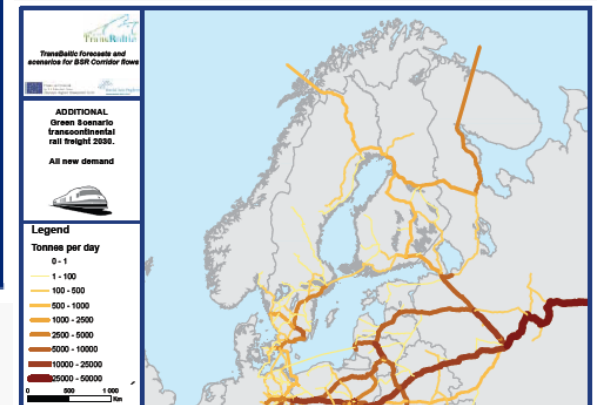 TransBaltic
TransBaltic forecasts and
scenarios for BSR Corridor flows
ADDITIONAL
Green Scenario
transcontinental
rail freight 2030.
All new demand
Legend
Tonnes per day
0 - 1
1 - 100
100 - 500
500 - 1000
1000 - 2500
2500 - 5000
5000 - 10000
10000 - 25000
25000 - 50000
0 500 1 000
Km